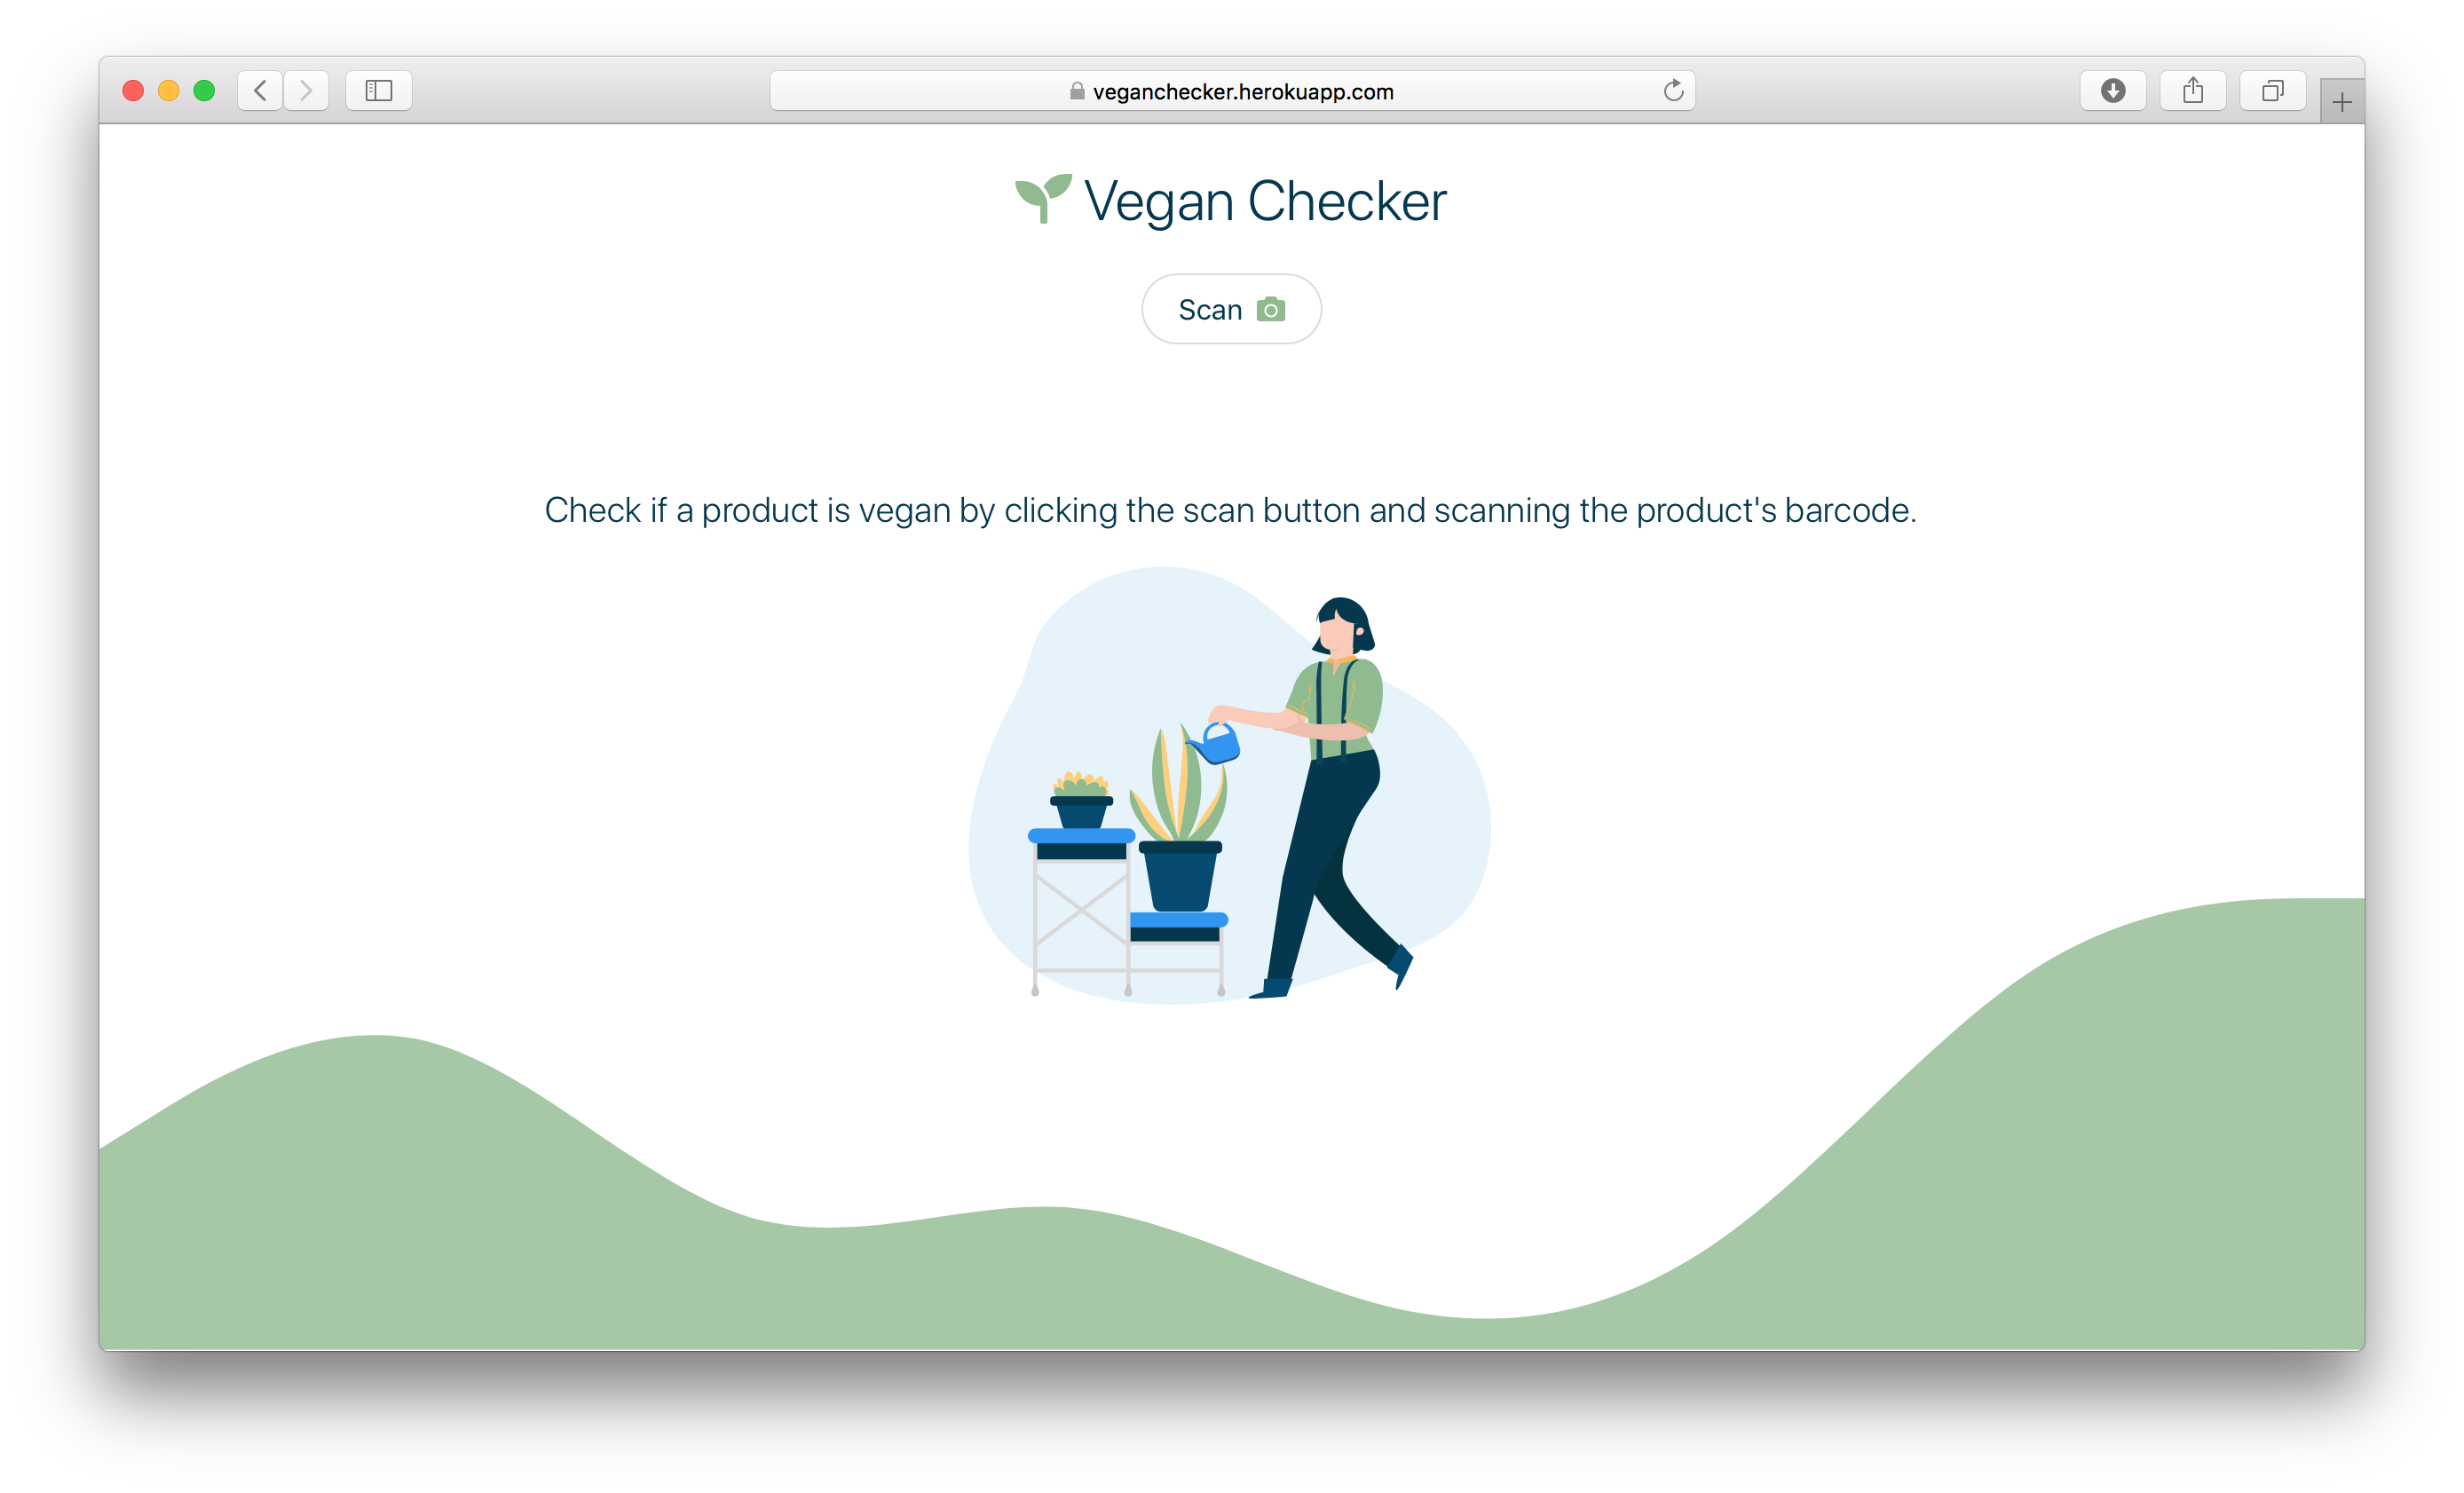 veganchecker.herokuapp.com
Vegan Checker
Scan
Check if a product is vegan by clicking the scan button and scanning the product's barcode.